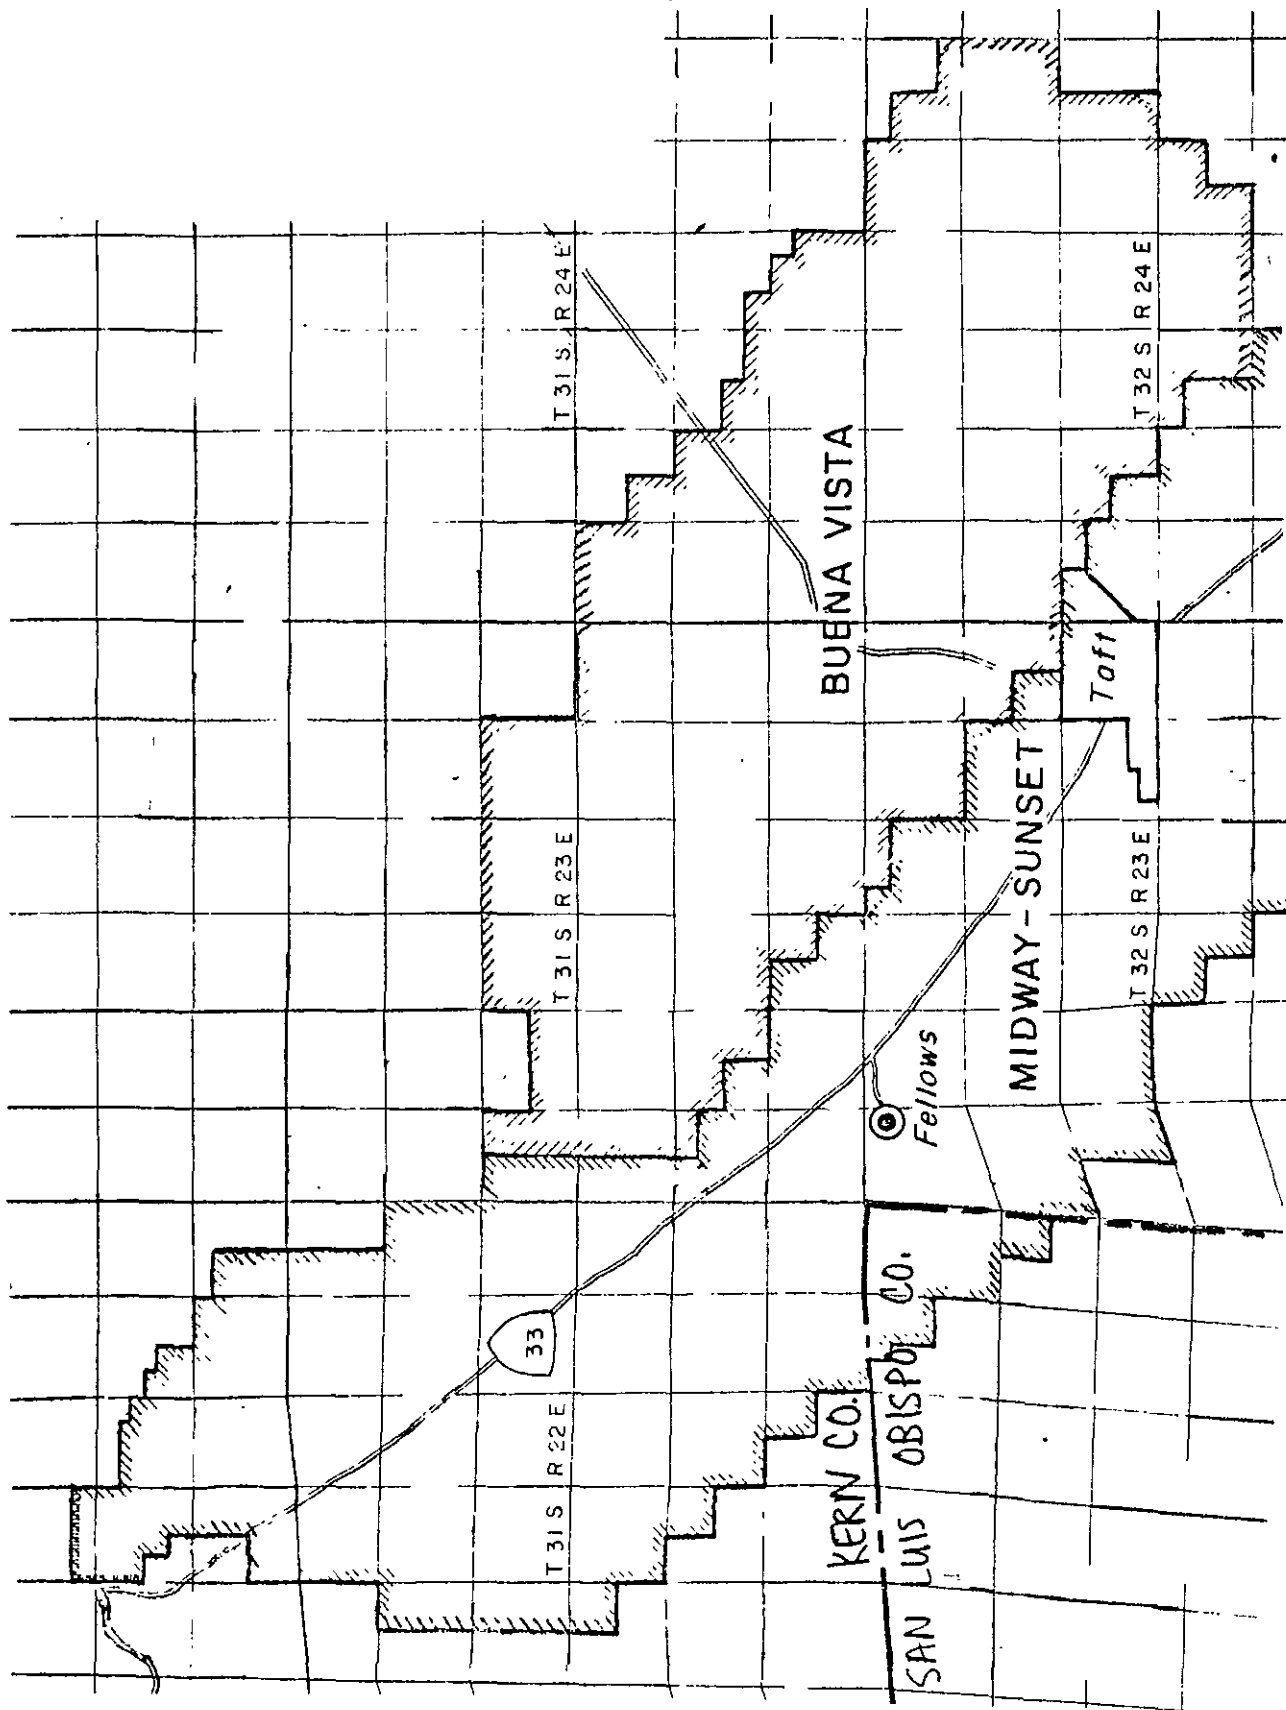 T 31 S R 24 E
T 32 S R 24 E
BUENA VISTA
Taft
MIDWAY-SUNSET
T 31 S R 23 E
T 32 S R 23 E
Fellows
33
T 31 S R 22 E
KERN CO.
SAN LUIS OBISPO CO.